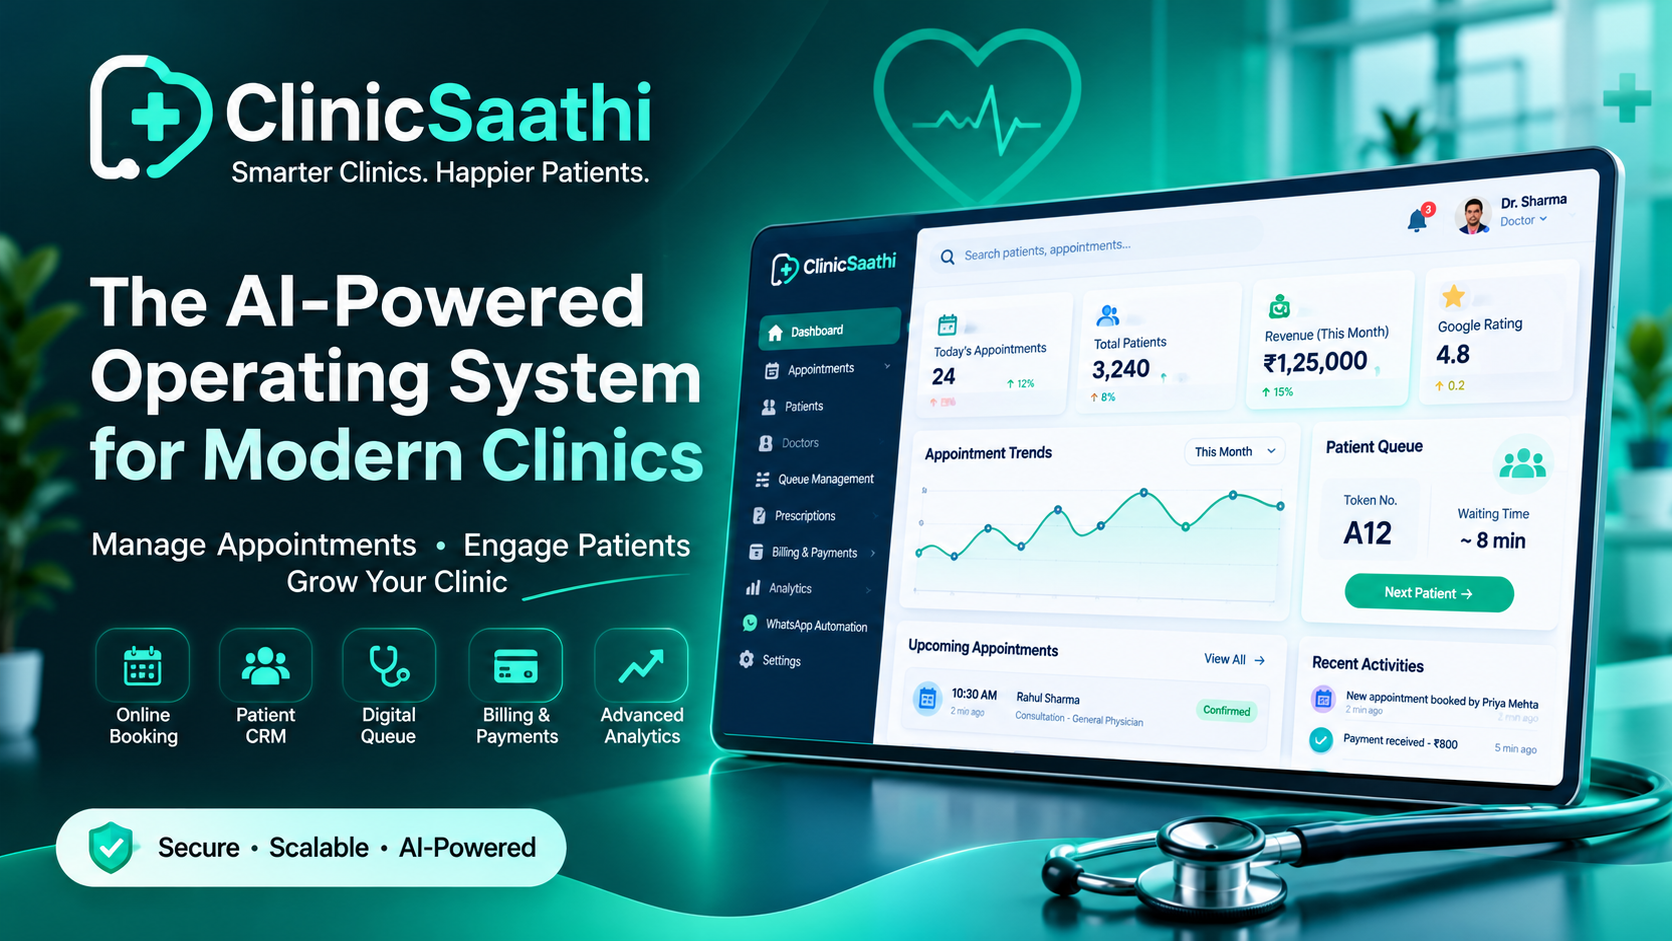 ClinicSaathi
Smarter Clinics. Happier Patients.
The AI-Powered
Operating System
for Modern Clinics
Manage Appointments • Engage Patients
Grow Your Clinic
Online
Booking
Patient
CRM
Digital
Queue
Billing &
Payments
Advanced
Analytics
Secure • Scalable • AI-Powered
ClinicSaathi
Dashboard
Appointments
Patients
Doctors
Queue Management
Prescriptions
Billing & Payments
Analytics
WhatsApp Automation
Settings
Search patients, appointments...
3
Dr. Sharma
Doctor
Today's Appointments
24
↑ 12%
Total Patients
3,240
↑ 8%
Revenue (This Month)
₹1,25,000
↑ 15%
Google Rating
4.8
↑ 0.2
Appointment Trends
This Month
Patient Queue
Token No.
A12
Waiting Time
~ 8 min
Next Patient →
Upcoming Appointments
View All →
10:30 AM
2 min ago
Rahul Sharma
Consultation - General Physician
Confirmed
Recent Activities
New appointment booked by Priya Mehta
2 min ago
2 min ago
Payment received - ₹800
5 min ago